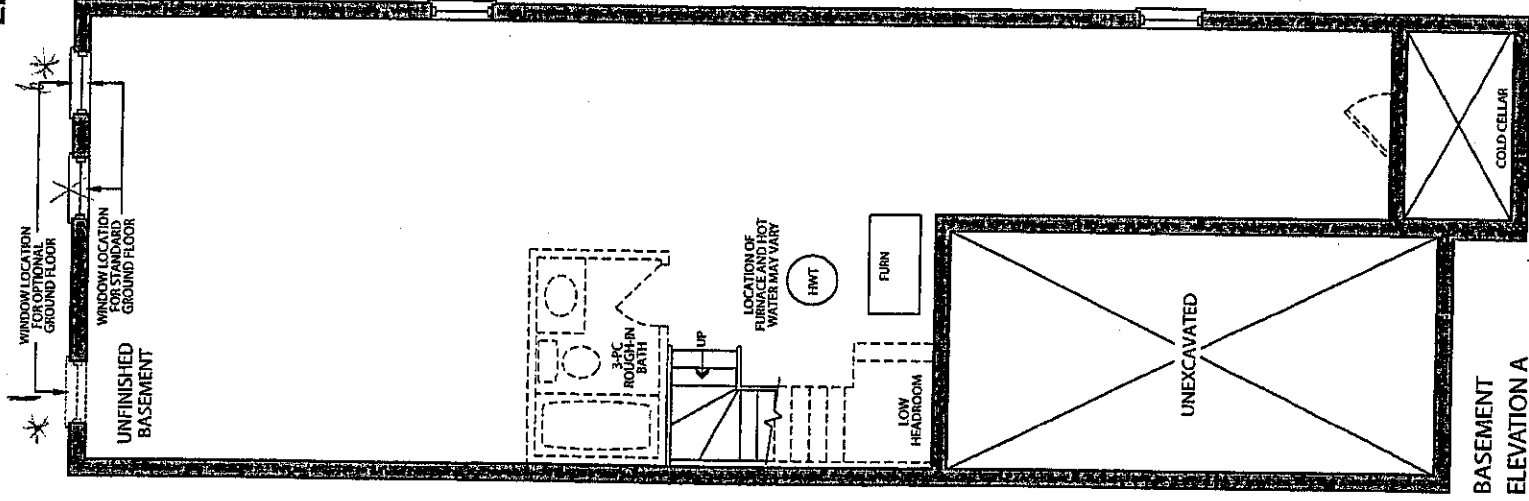 WINDOW LOCATION
FOR OPTIONAL
GROUND FLOOR
WINDOW LOCATION
FOR STANDARD
GROUND FLOOR
UNFINISHED
BASEMENT
3-PC
ROUGH-IN
BATH
UP
LOCATION OF
FURNACE AND HOT
WATER MAY VARY
HWT
FURN
LOW
HEADROOM
UNEXCAVATED
COLD CELLAR
BASEMENT
ELEVATION A